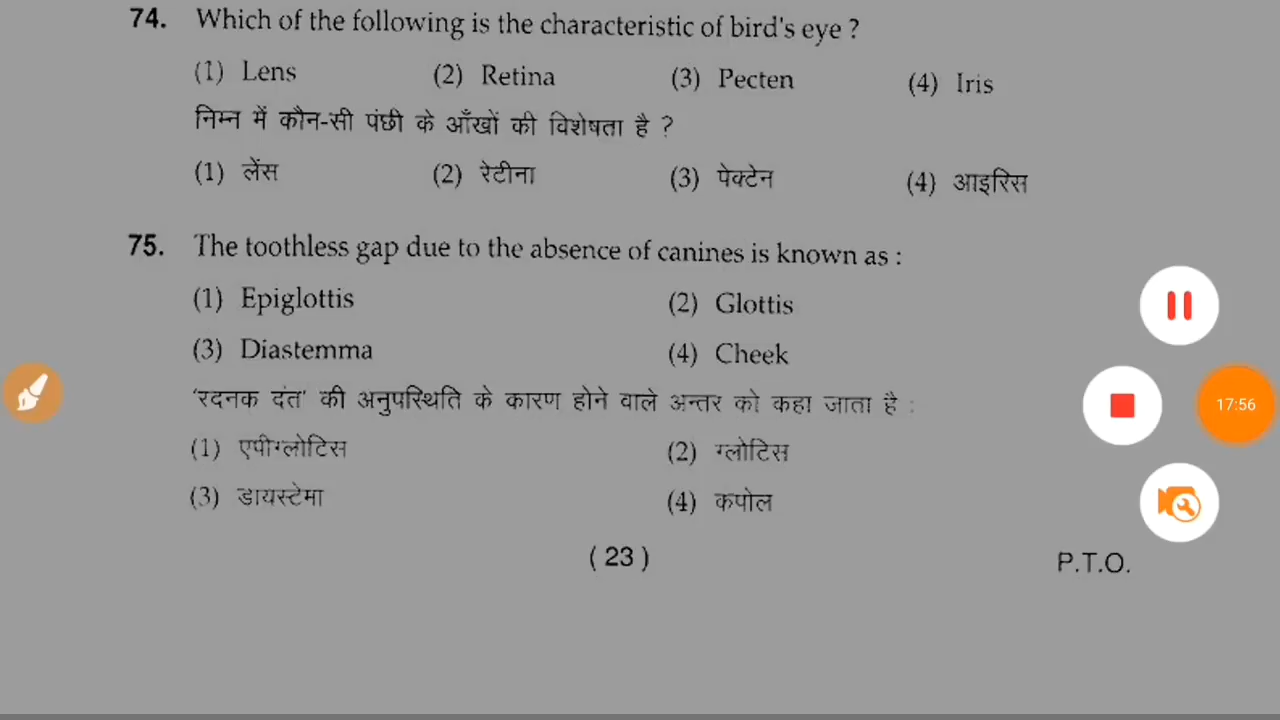 74. Which of the following is the characteristic of bird's eye ?
(1) Lens (2) Retina (3) Pecten (4) Iris
निम्न में कौन-सी पंछी के आँखों की विशेषता है ?
(1) लेंस (2) रेटीना (3) पेक्टेन (4) आइरिस
75. The toothless gap due to the absence of canines is known as :
(1) Epiglottis (2) Glottis
(3) Diastemma (4) Cheek
'रदनक दंत' की अनुपस्थिति के कारण होने वाले अन्तर को कहा जाता है :
(1) एपीग्लोटिस (2) ग्लोटिस
(3) डायस्टेमा (4) कपोल
17:56
( 23 ) P.T.O.